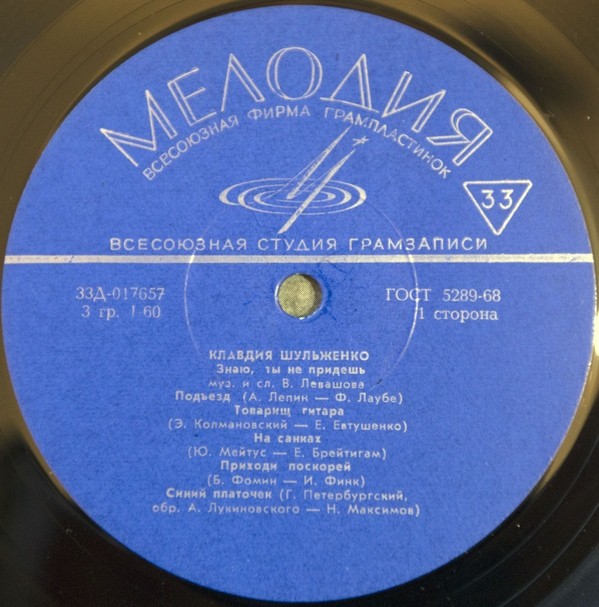 МЕЛОДИЯ
ВСЕСОЮЗНАЯ ФИРМА ГРАМПЛАСТИНОК
33
ВСЕСОЮЗНАЯ СТУДИЯ ГРАМЗАПИСИ
33Д-017657
ГОСТ 5289-68
3 гр. 1-60
1 сторона
КЛАВДИЯ ШУЛЬЖЕНКО
Знаю, ты не придешь
муз. и сл. В. Левашова
Подъезд (А. Лепин — Ф. Лаубе)
Товарищ гитара
(Э. Колмановский — Е. Евтушенко)
На санках
(Ю. Мейтус — Е. Брейтигам)
Приходи поскорей
(Б. Фомин — И. Финк)
Синий платочек (Г. Петербургский,
обр. А. Лукиновского — Н. Максимов)